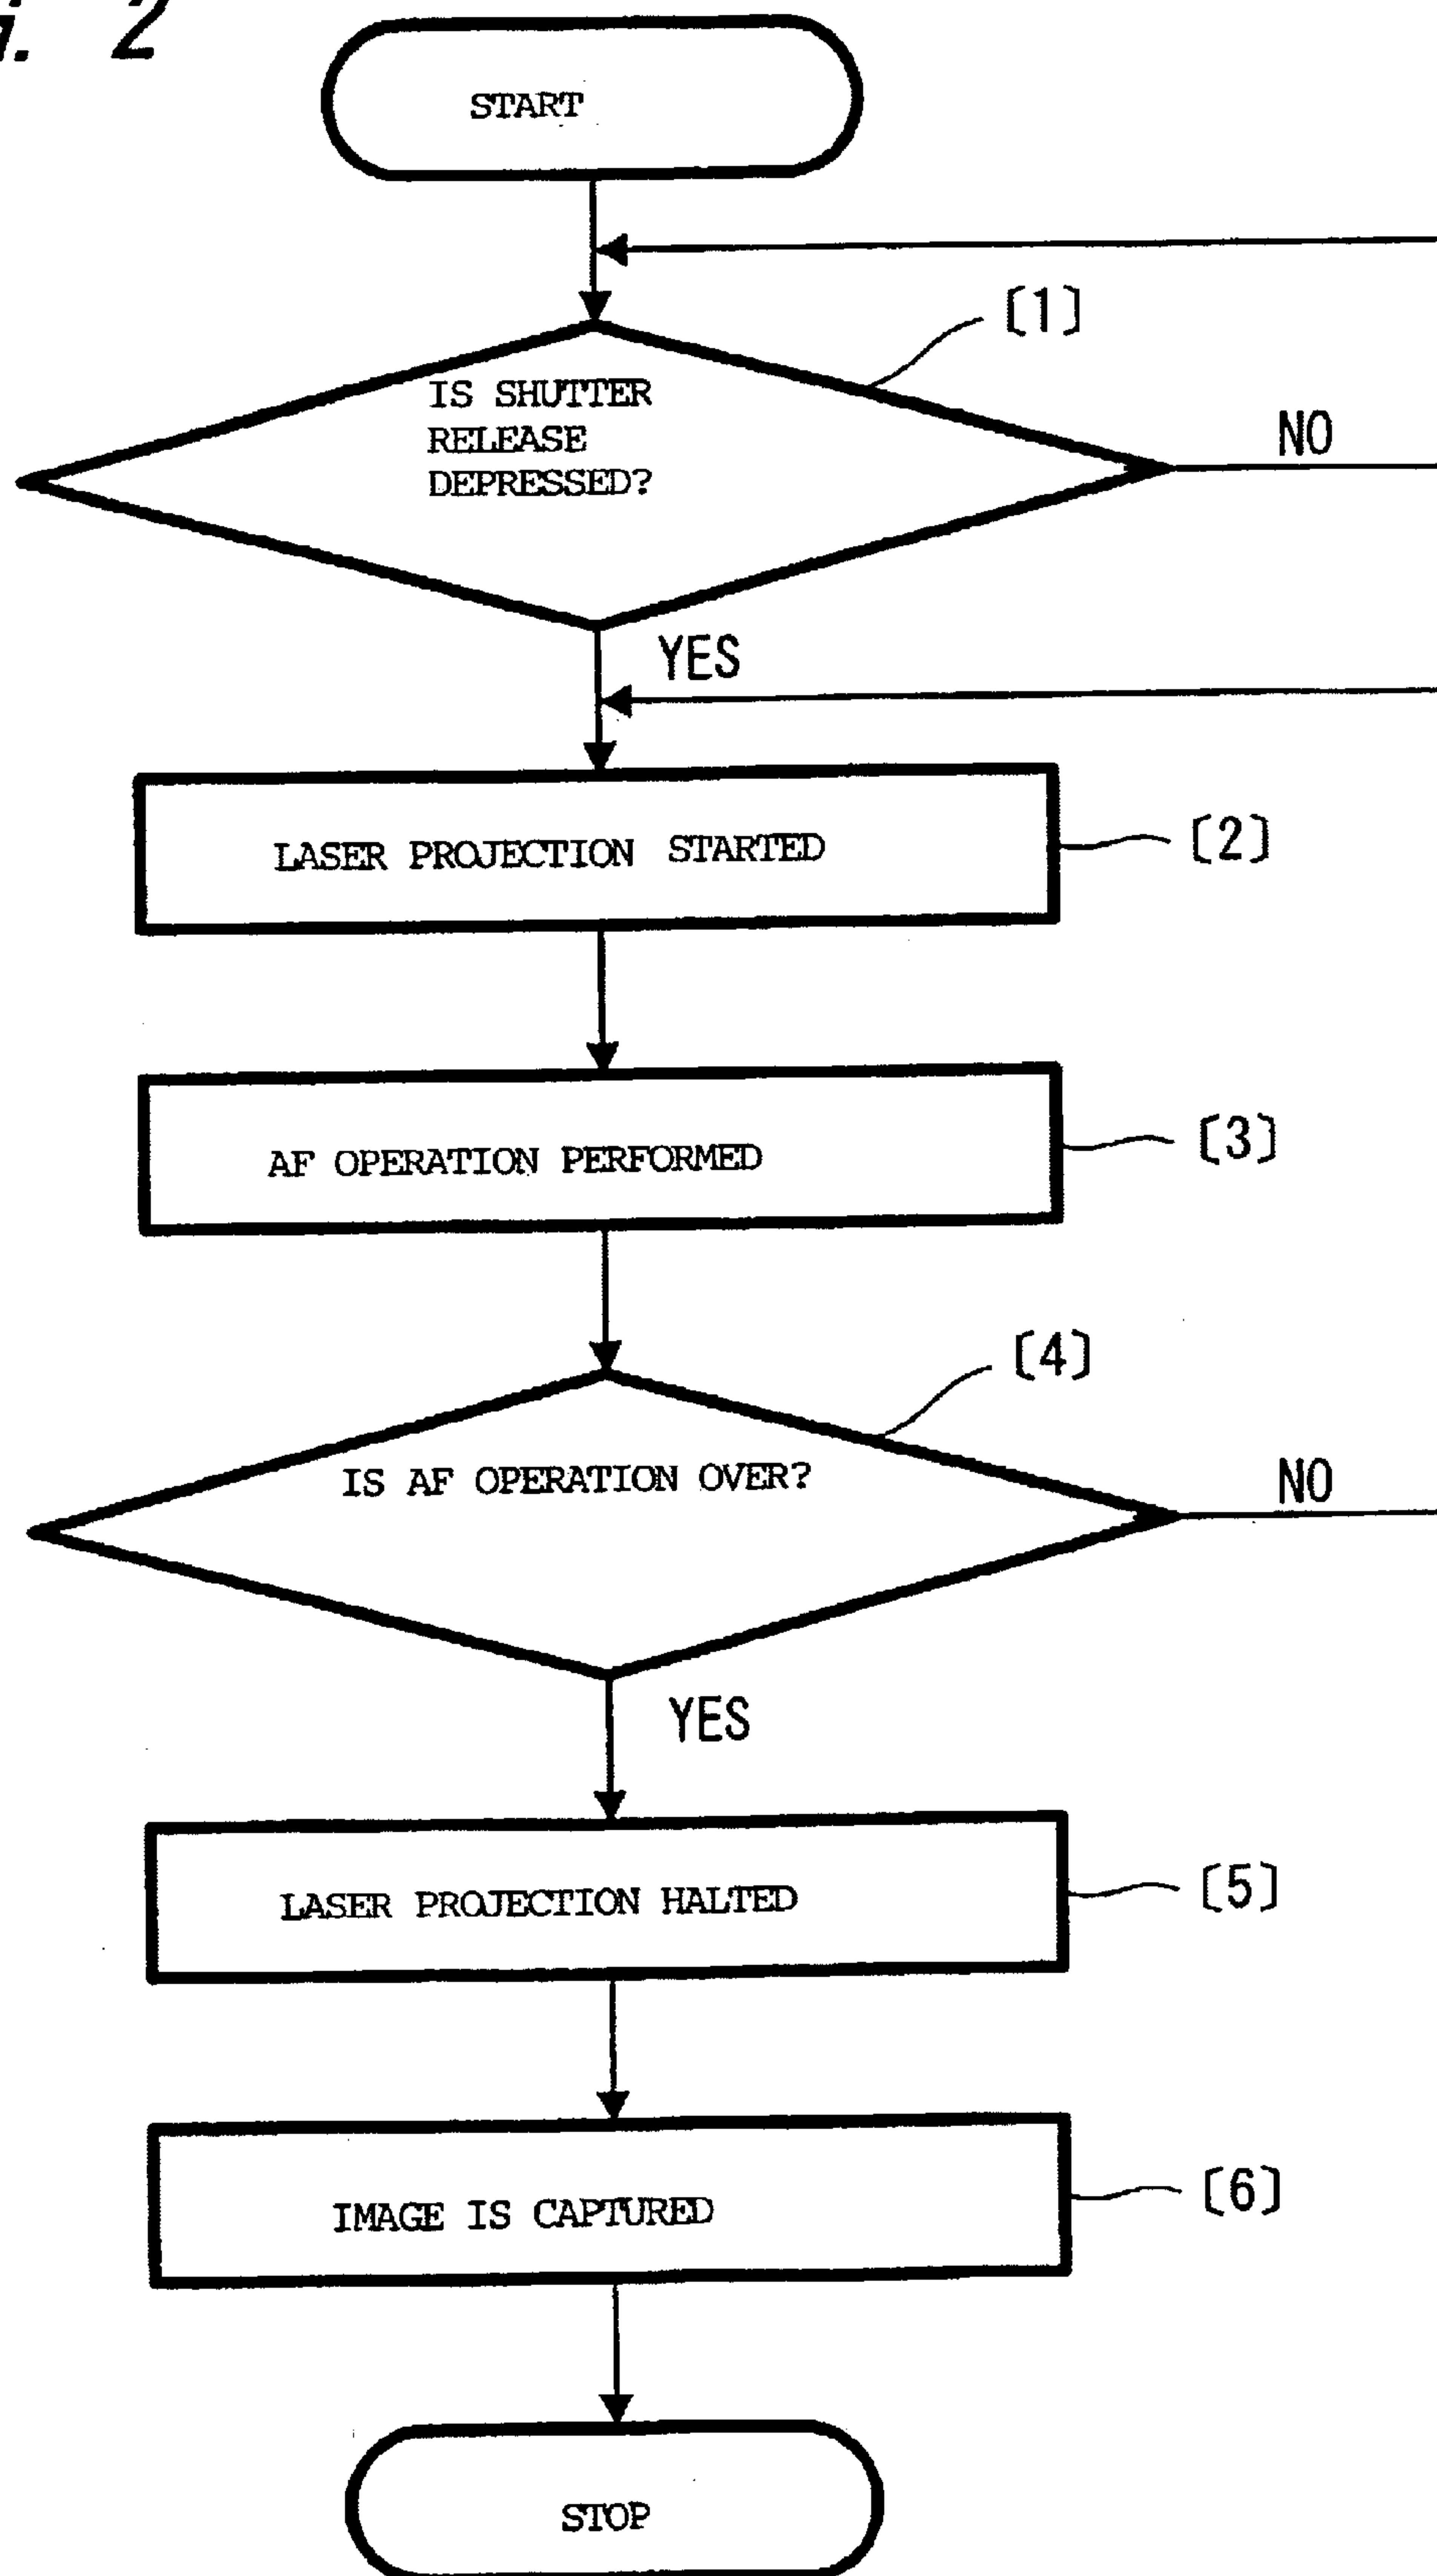 2
START
[1]
IS SHUTTER
RELEASE
DEPRESSED?
NO
YES
LASER PROJECTION STARTED
[2]
AF OPERATION PERFORMED
[3]
[4]
IS AF OPERATION OVER?
NO
YES
LASER PROJECTION HALTED
[5]
IMAGE IS CAPTURED
[6]
STOP